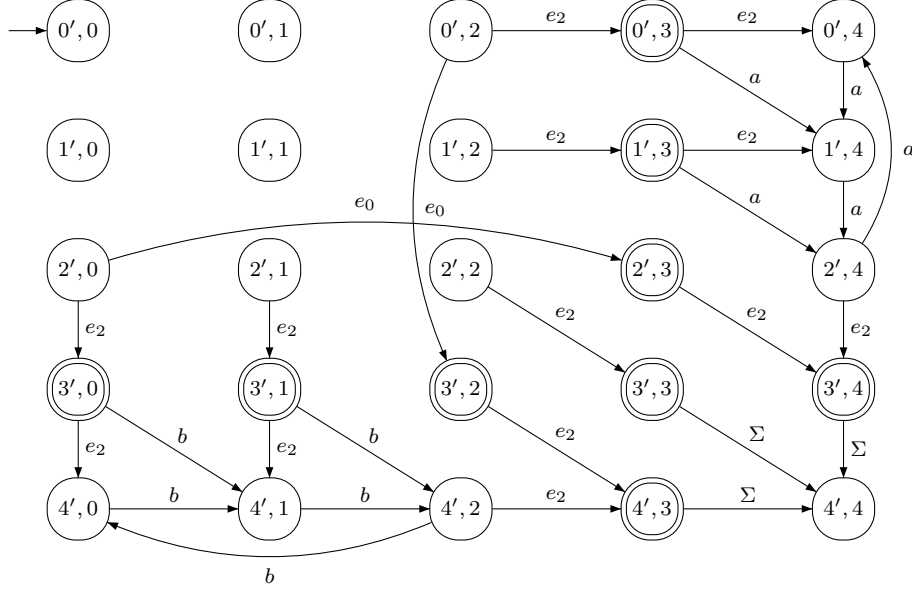 0′, 0 0′, 1 0′, 2 e₂ 0′, 3 e₂ 0′, 4
a a
1′, 0 1′, 1 1′, 2 e₂ 1′, 3 e₂ 1′, 4 a
a a
e₀ e₀
2′, 0 2′, 1 2′, 2 2′, 3 2′, 4
e₂ e₂ e₂ e₂ e₂
3′, 0 3′, 1 3′, 2 3′, 3 3′, 4
e₂ b e₂ b e₂ Σ Σ
4′, 0 b 4′, 1 b 4′, 2 e₂ 4′, 3 Σ 4′, 4
b